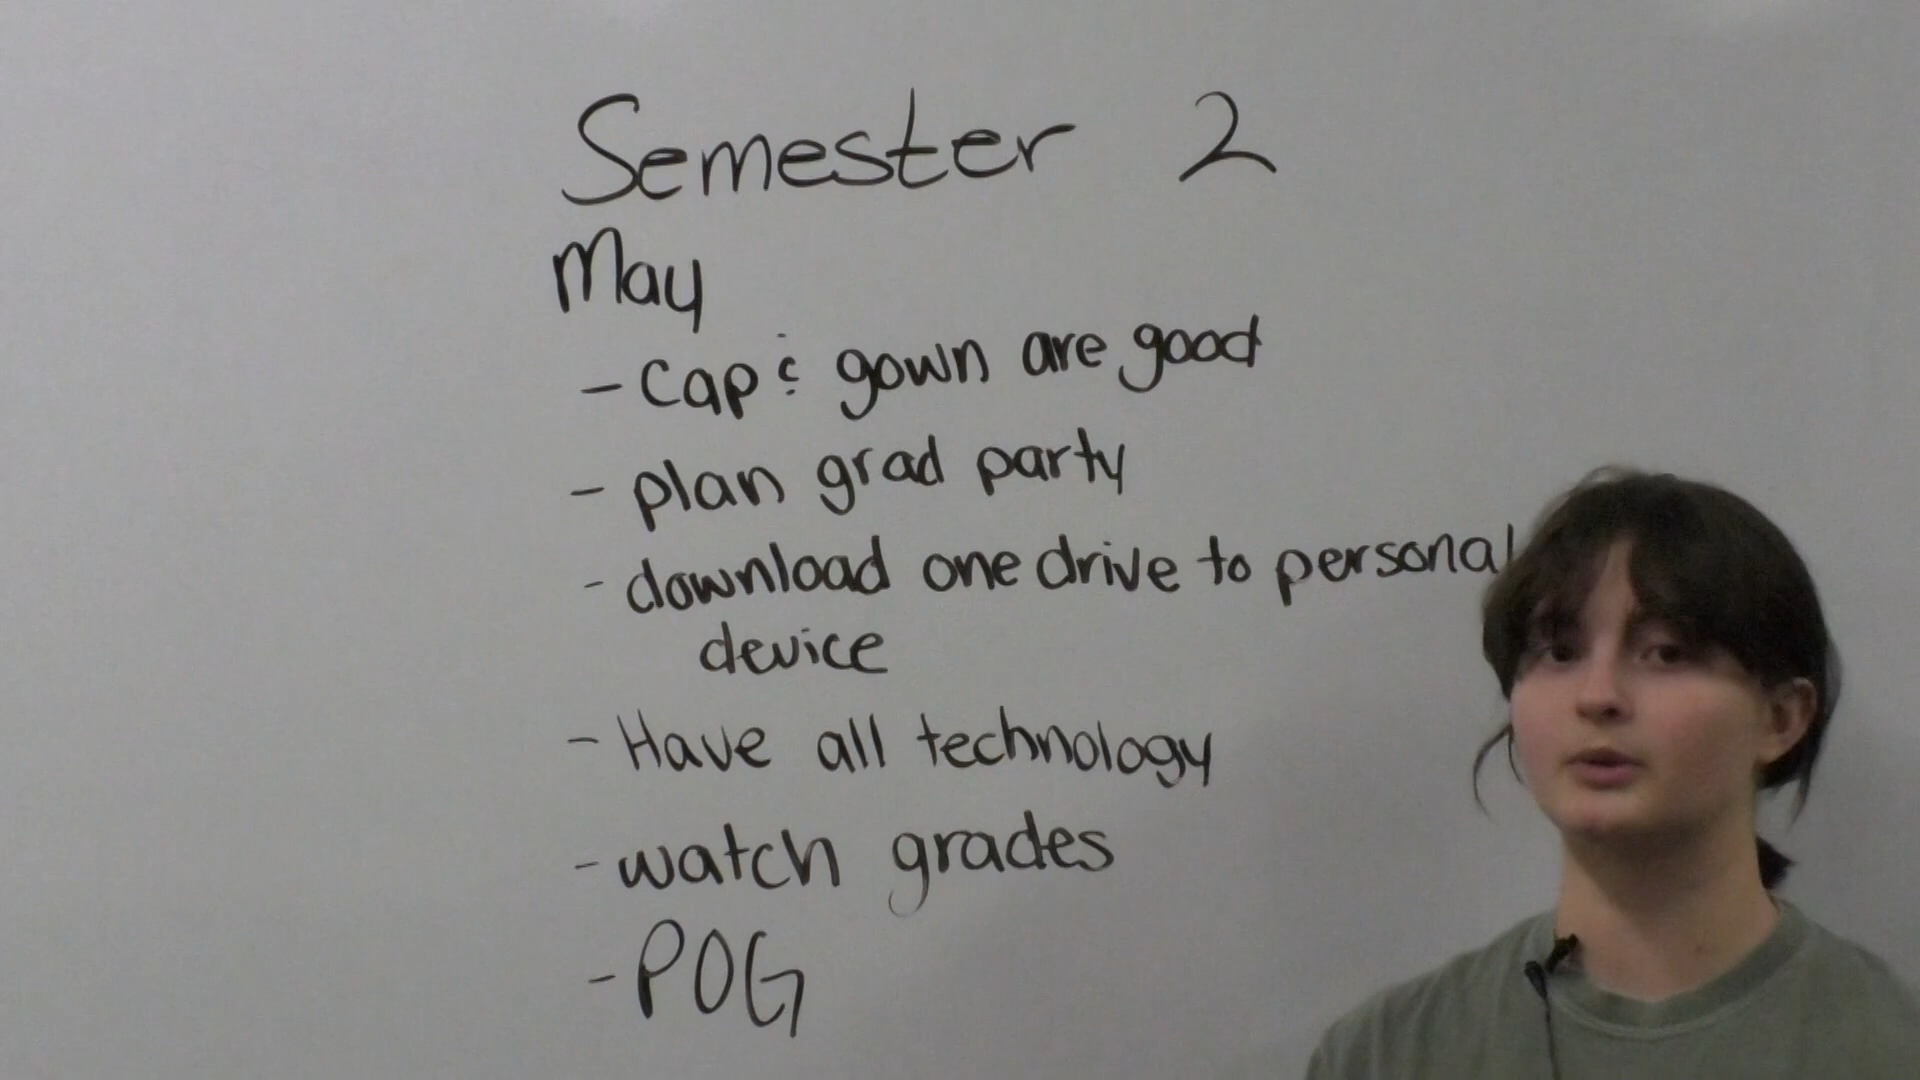 Semester 2
May
- Cap & gown are good
- plan grad party
- download one drive to personal
device
- Have all technology
- watch grades
- POG